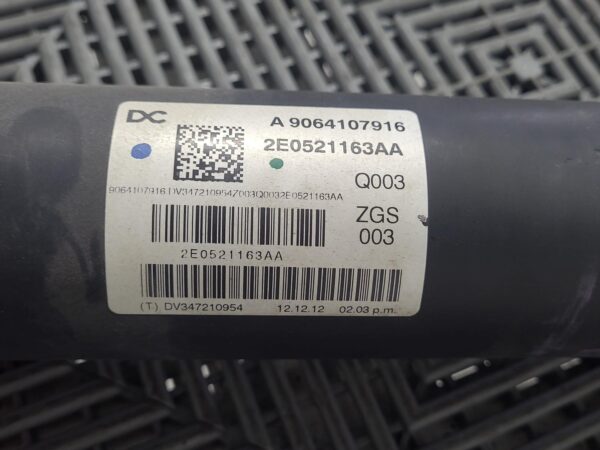 DC A 9064107916
2E0521163AA
Q003
9064107916 DV347210954Z003Q0032E0521163AA
ZGS
003
2E0521163AA
(T) DV347210954 12.12.12 02.03 p.m.